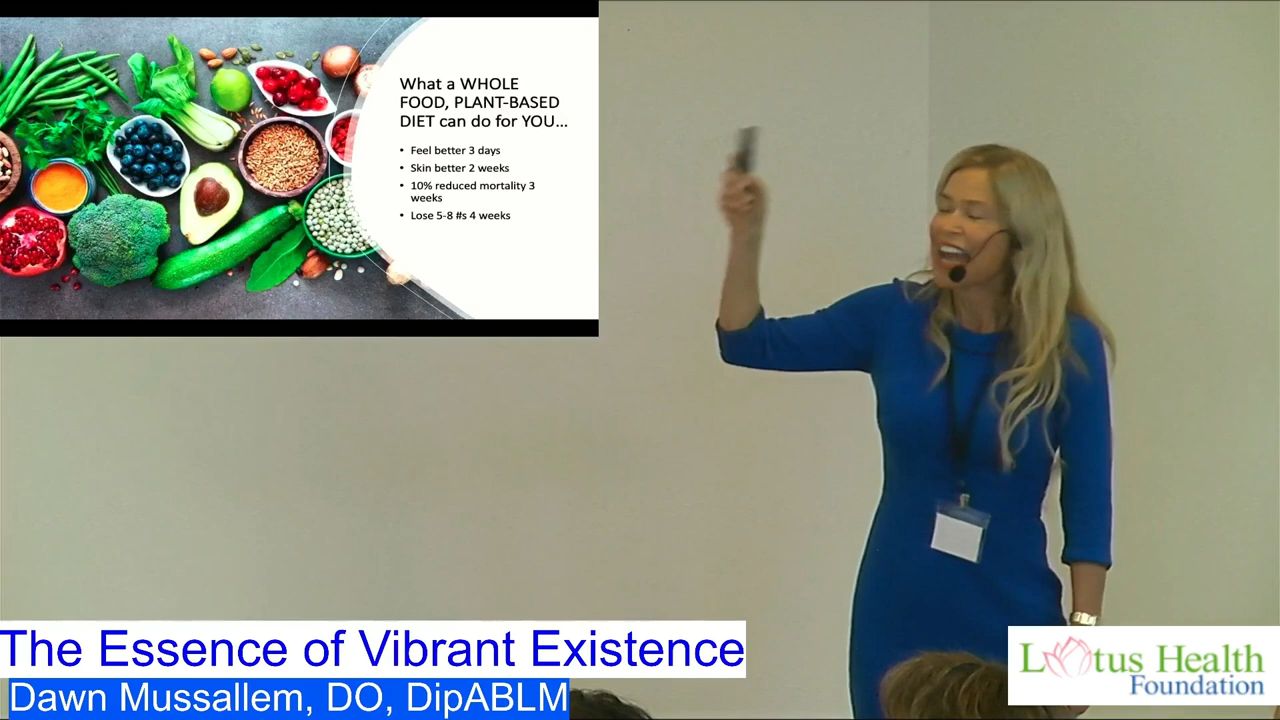 What a WHOLE
FOOD, PLANT-BASED
DIET can do for YOU...
• Feel better 3 days
• Skin better 2 weeks
• 10% reduced mortality 3
weeks
• Lose 5-8 #s 4 weeks
The Essence of Vibrant Existence
Dawn Mussallem, DO, DipABLM
Lotus Health
Foundation